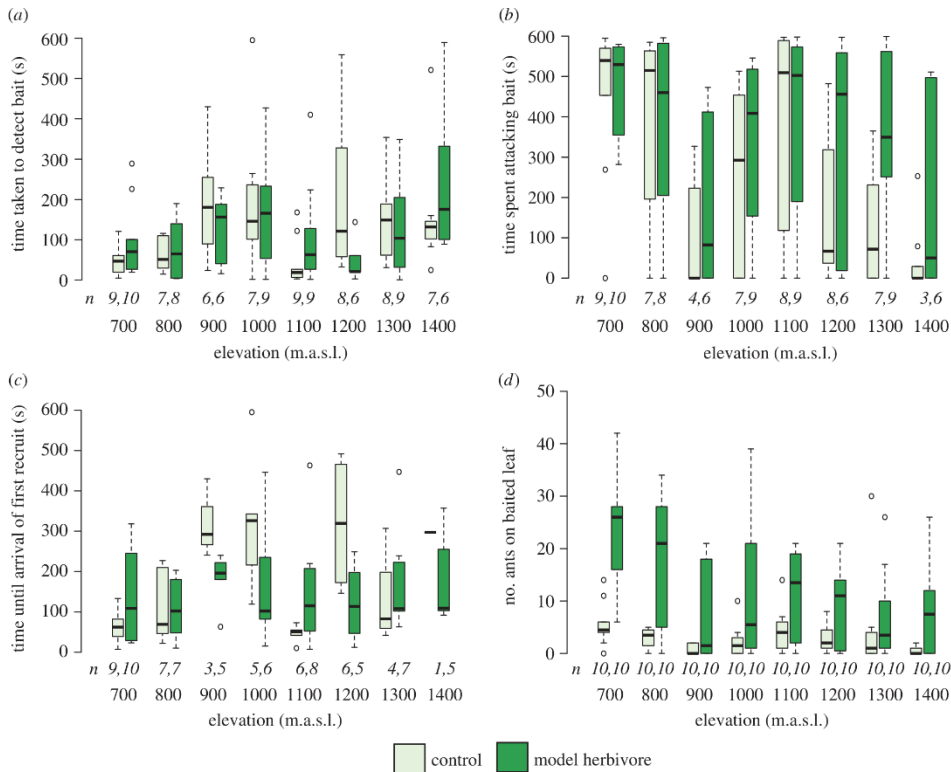 (a)
time taken to detect bait (s)
600
500
400
300
200
100
0
n 9,10 7,8 6,6 7,9 9,9 8,6 8,9 7,6
700 800 900 1000 1100 1200 1300 1400
elevation (m.a.s.l.)
(b)
time spent attacking bait (s)
600
500
400
300
200
100
0
n 9,10 7,8 4,6 7,9 8,9 8,6 7,9 3,6
700 800 900 1000 1100 1200 1300 1400
elevation (m.a.s.l.)
(c)
time until arrival of first recruit (s)
600
500
400
300
200
100
0
n 9,10 7,7 3,5 5,6 6,8 6,5 4,7 1,5
700 800 900 1000 1100 1200 1300 1400
elevation (m.a.s.l.)
(d)
no. ants on baited leaf
50
40
30
20
10
0
n 10,10 10,10 10,10 10,10 10,10 10,10 10,10 10,10
700 800 900 1000 1100 1200 1300 1400
elevation (m.a.s.l.)
control model herbivore